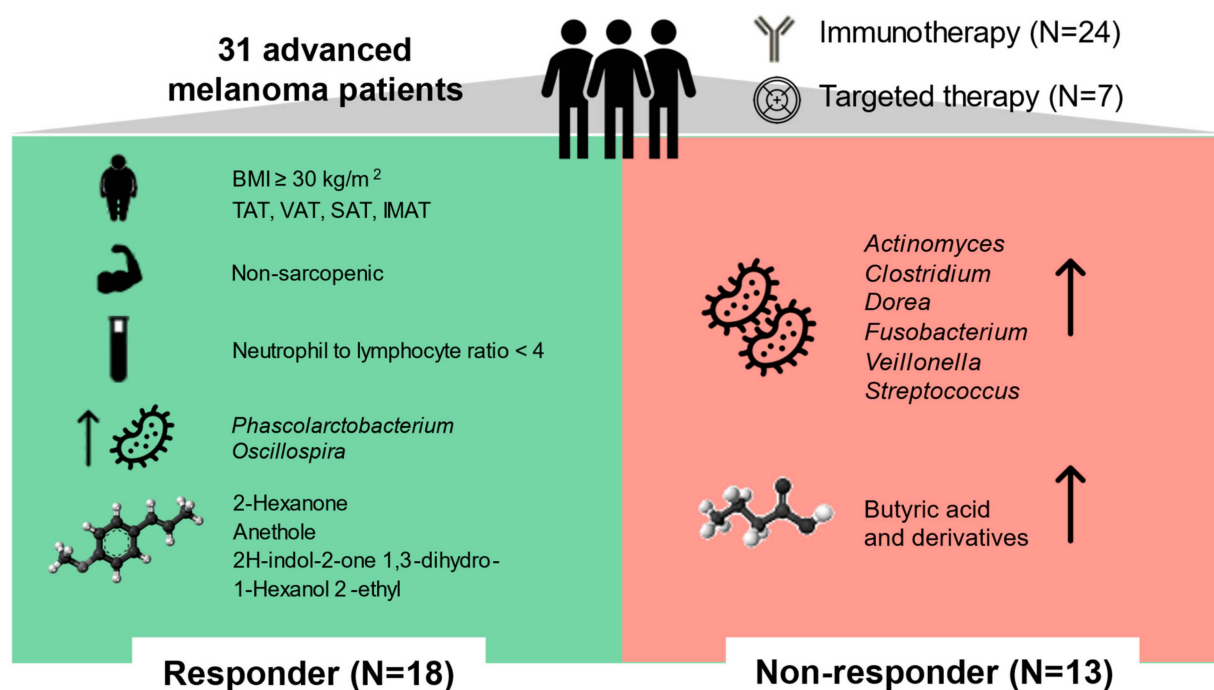 31 advanced
melanoma patients
Immunotherapy (N=24)
Targeted therapy (N=7)
BMI ≥ 30 kg/m²
TAT, VAT, SAT, IMAT
Non-sarcopenic
Neutrophil to lymphocyte ratio < 4
Phascolarctobacterium
Oscillospira
2-Hexanone
Anethole
2H-indol-2-one 1,3-dihydro-
1-Hexanol 2-ethyl
Responder (N=18)
Actinomyces
Clostridium
Dorea
Fusobacterium
Veillonella
Streptococcus
Butyric acid
and derivatives
Non-responder (N=13)